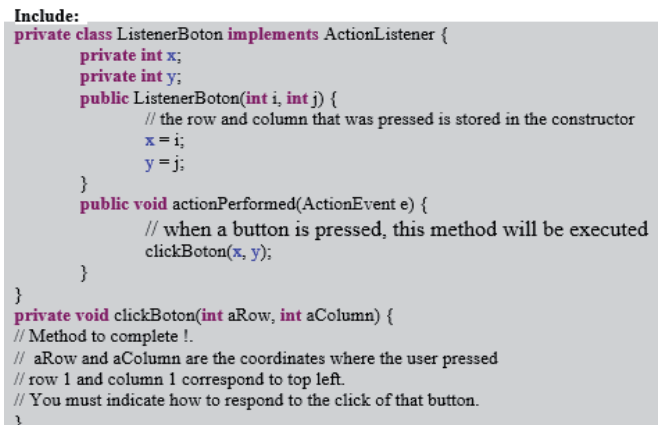 Include:
private class ListenerBoton implements ActionListener {
private int x;
private int y;
public ListenerBoton(int i, int j) {
// the row and column that was pressed is stored in the constructor
x = i;
y = j;
}
public void actionPerformed(ActionEvent e) {
// when a button is pressed, this method will be executed
clickBoton(x, y);
}
}
private void clickBoton(int aRow, int aColumn) {
// Method to complete !.
// aRow and aColumn are the coordinates where the user pressed
// row 1 and column 1 correspond to top left.
// You must indicate how to respond to the click of that button.
}